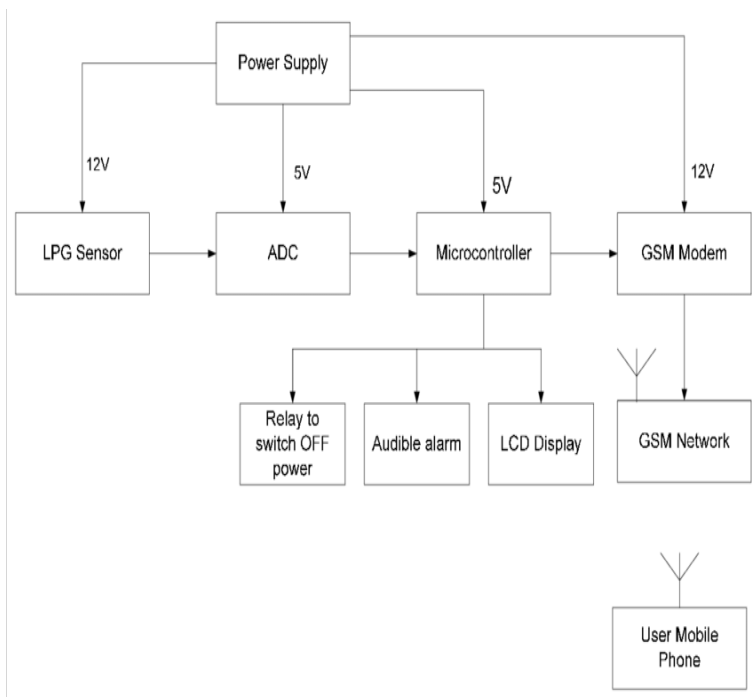 Power Supply
12V
5V
5V
12V
LPG Sensor
ADC
Microcontroller
GSM Modem
Relay to
switch OFF
power
Audible alarm
LCD Display
GSM Network
User Mobile
Phone